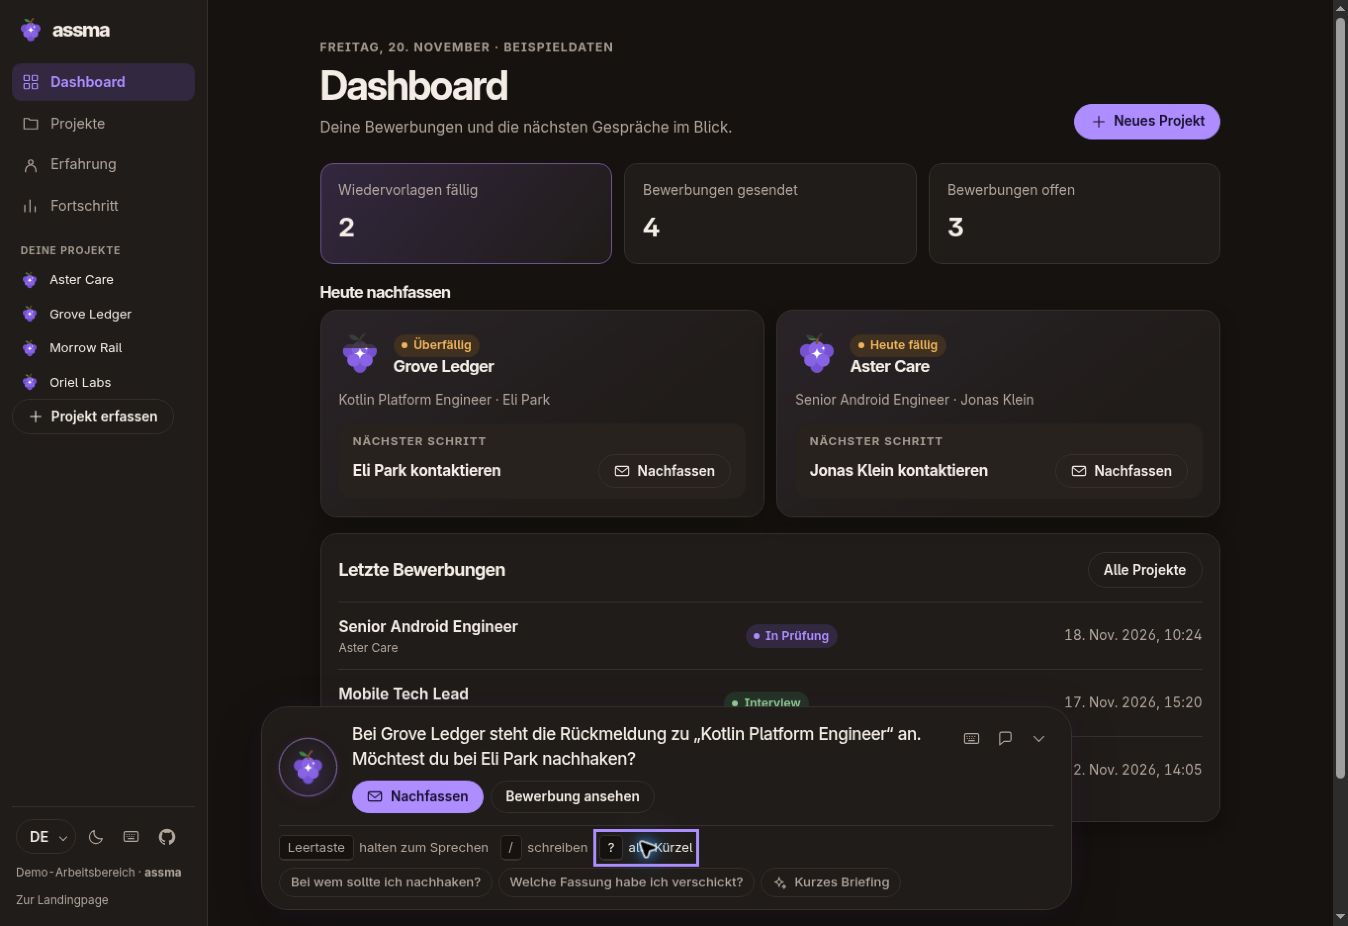 assma
Dashboard
Projekte
Erfahrung
Fortschritt
DEINE PROJEKTE
Aster Care
Grove Ledger
Morrow Rail
Oriel Labs
Projekt erfassen
DE
Demo-Arbeitsbereich · assma
Zur Landingpage
FREITAG, 20. NOVEMBER · BEISPIELDATEN
Dashboard
Deine Bewerbungen und die nächsten Gespräche im Blick.
Neues Projekt
Wiedervorlagen fällig
2
Bewerbungen gesendet
4
Bewerbungen offen
3
Heute nachfassen
Überfällig
Grove Ledger
Kotlin Platform Engineer · Eli Park
NÄCHSTER SCHRITT
Eli Park kontaktieren
Nachfassen
Heute fällig
Aster Care
Senior Android Engineer · Jonas Klein
NÄCHSTER SCHRITT
Jonas Klein kontaktieren
Nachfassen
Letzte Bewerbungen
Alle Projekte
Senior Android Engineer
Aster Care
In Prüfung
18. Nov. 2026, 10:24
Mobile Tech Lead
Interview
17. Nov. 2026, 15:20
2. Nov. 2026, 14:05
Bei Grove Ledger steht die Rückmeldung zu „Kotlin Platform Engineer“ an.
Möchtest du bei Eli Park nachhaken?
Nachfassen
Bewerbung ansehen
Leertaste halten zum Sprechen / schreiben ? Kürzel
Bei wem sollte ich nachhaken?
Welche Fassung habe ich verschickt?
Kurzes Briefing